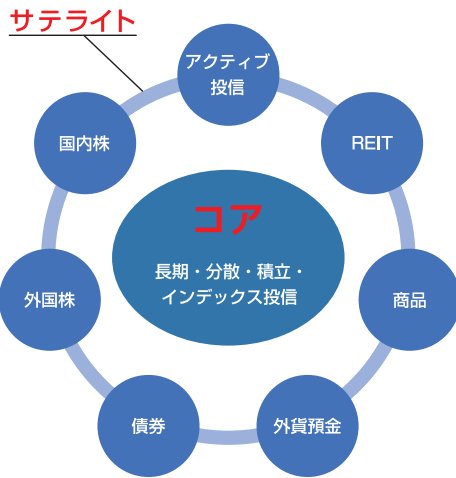 サテライト
アクティブ
投信
国内株
REIT
コア
長期・分散・積立・
インデックス投信
外国株
商品
債券
外貨預金